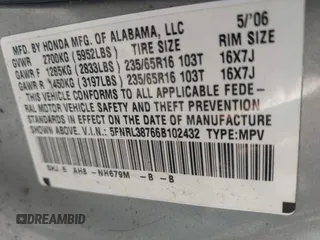 MFD. BY HONDA MFG. OF ALABAMA, LLC 5/'06
GVWR 2700KG (5952LBS) TIRE SIZE RIM SIZE
GAWR F 1285KG (2833LBS) 235/65R16 103T 16X7J
GAWR R 1450KG (3197LBS) 235/65R16 103T 16X7J
THIS VEHICLE CONFORMS TO ALL APPLICABLE FEDE-
RAL MOTOR VEHICLE SAFETY AND THEFT PREVENTION
STANDARDS IN EFFECT ON THE DATE OF MANUFACTURE
SHOWN ABOVE. V.I.N.: 5FNRL38766B102432 TYPE:MPV
SHJ 6 AH8 -NH679M -B -B
DREAMBID